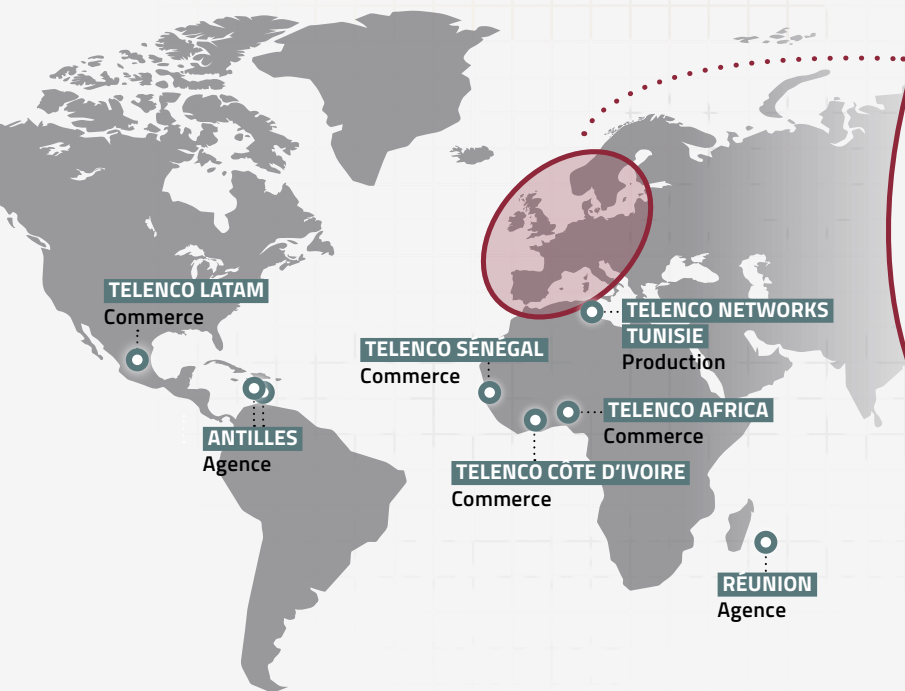 TELENCO LATAM
Commerce
TELENCO NETWORKS
TUNISIE
Production
TELENCO SÉNÉGAL
Commerce
TELENCO AFRICA
Commerce
ANTILLES
Agence
TELENCO CÔTE D'IVOIRE
Commerce
RÉUNION
Agence